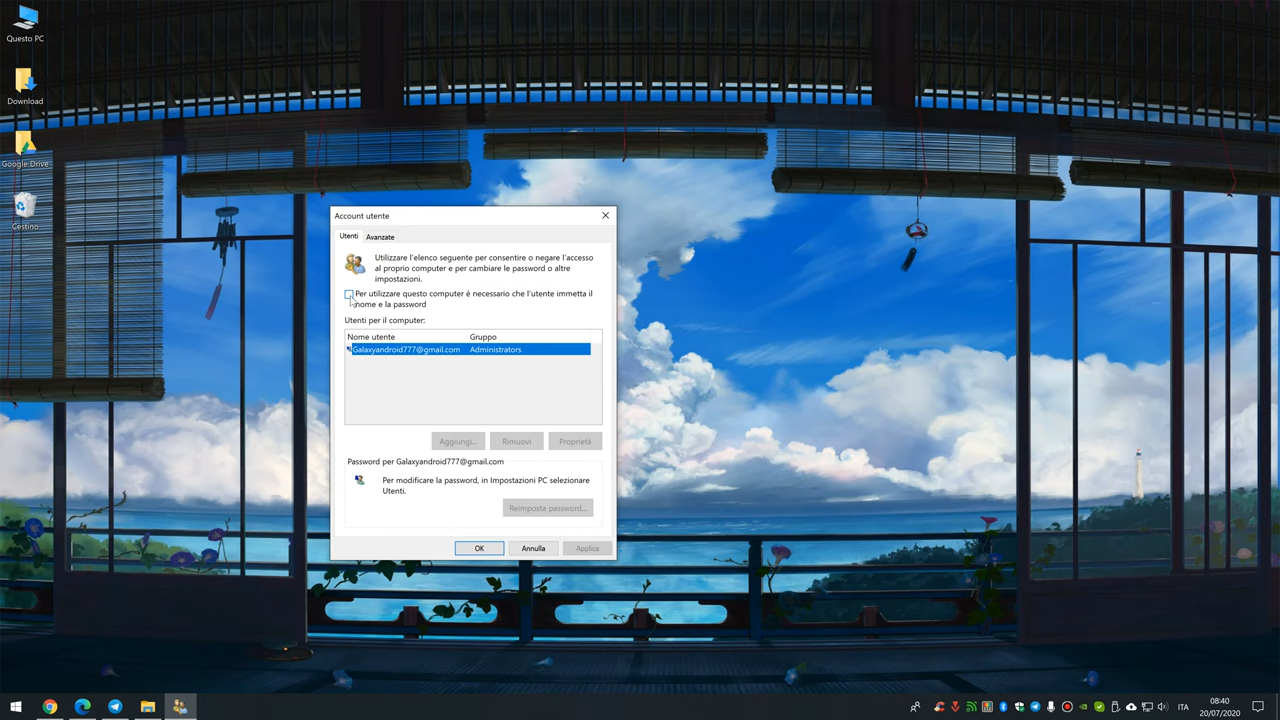 Questo PC
Download
Google Drive
Cestino
Account utente
Utenti
Avanzate
Utilizzare l'elenco seguente per consentire o negare l'accesso
al proprio computer e per cambiare le password o altre
impostazioni.
Per utilizzare questo computer è necessario che l'utente immetta il
nome e la password
Utenti per il computer:
Nome utente Gruppo
Galaxyandroid777@gmail.com Administrators
Aggiungi... Rimuovi Proprietà
Password per Galaxyandroid777@gmail.com
Per modificare la password, in Impostazioni PC selezionare
Utenti.
Reimposta password...
OK Annulla Applica
ITA
08:40
20/07/2020